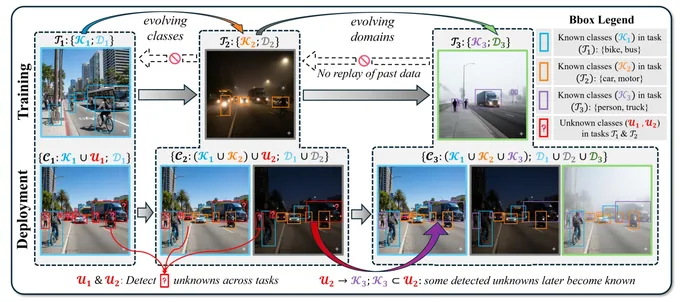 evolving
classes
evolving
domains
Bbox Legend
Training
𝒯₁: {𝒦₁; 𝒟₁}
𝒯₂: {𝒦₂; 𝒟₂}
𝒯₃: {𝒦₃; 𝒟₃}
No replay of past data
Known classes (𝒦₁) in task
(𝒯₁): {bike, bus}
Known classes (𝒦₂) in task
(𝒯₂): {car, motor}
Known classes (𝒦₃) in task
(𝒯₃): {person, truck}
? Unknown classes (𝒰₁, 𝒰₂)
in tasks 𝒯₁ & 𝒯₂
Deployment
{𝒞₁: 𝒦₁ ∪ 𝒰₁; 𝒟₁}
{𝒞₂: (𝒦₁ ∪ 𝒦₂) ∪ 𝒰₂; 𝒟₁ ∪ 𝒟₂}
{𝒞₃: (𝒦₁ ∪ 𝒦₂ ∪ 𝒦₃); 𝒟₁ ∪ 𝒟₂ ∪ 𝒟₃}
𝒰₁ & 𝒰₂: Detect ? unknowns across tasks
𝒰₂ → 𝒦₃; 𝒦₃ ⊂ 𝒰₂: some detected unknowns later become known